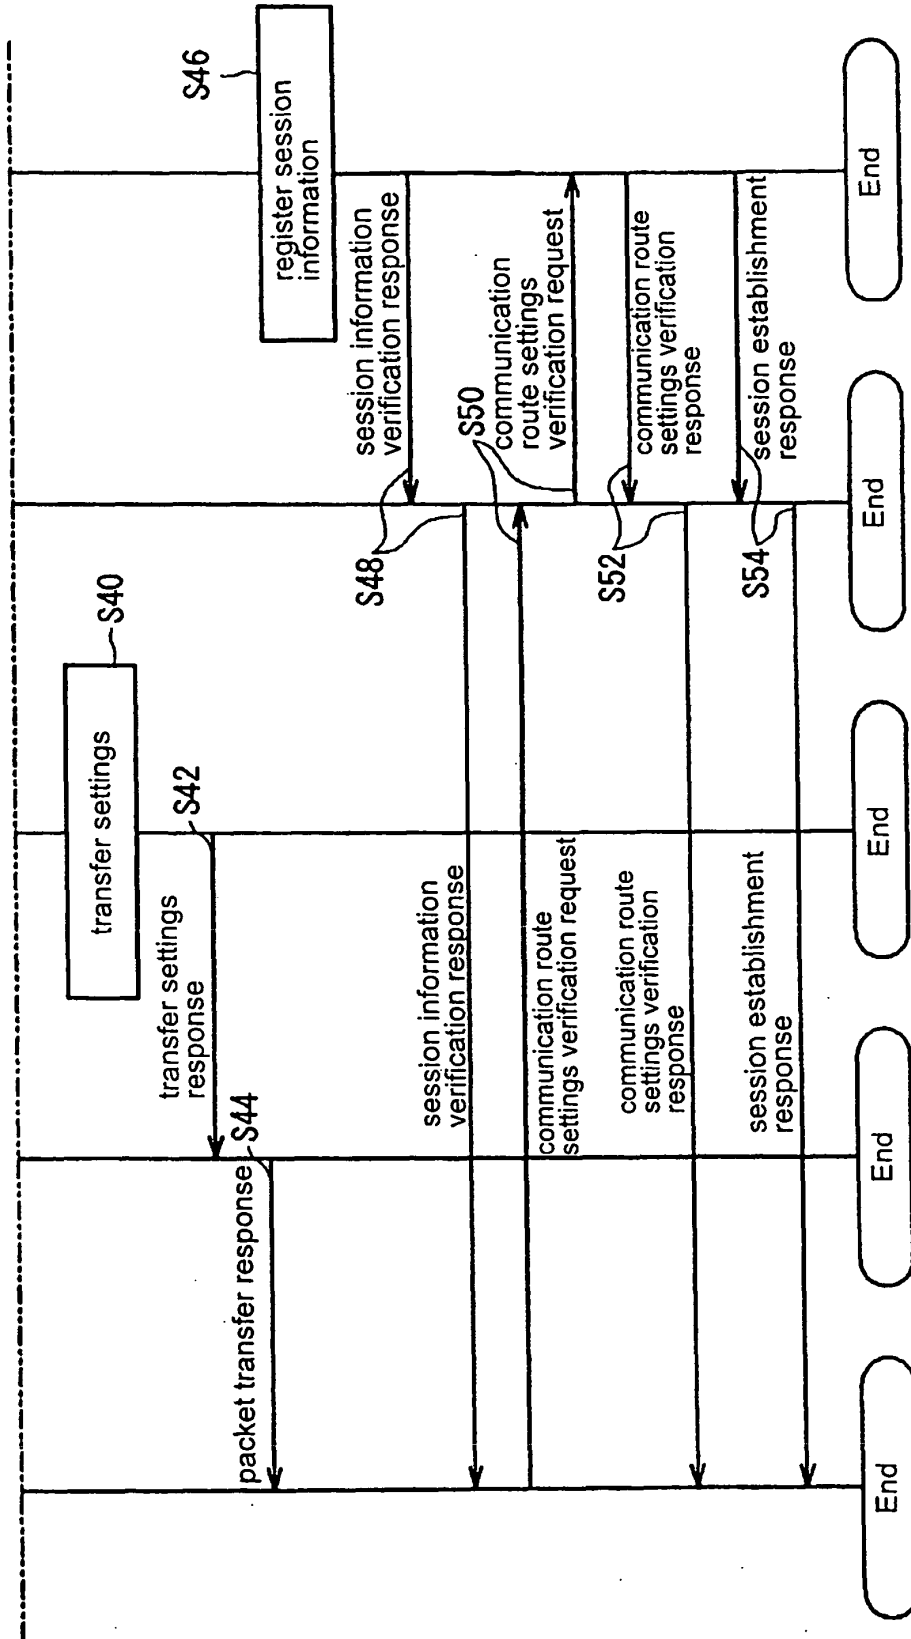 transfer settings
S40
transfer settings
response
S42
packet transfer response
S44
register session
information
S46
session information
verification response
session information
verification response
S48
communication route
settings verification request
communication
route settings
verification request
S50
communication route
settings verification
response
communication route
settings verification
response
S52
session establishment
response
session establishment
response
S54
End
End
End
End
End